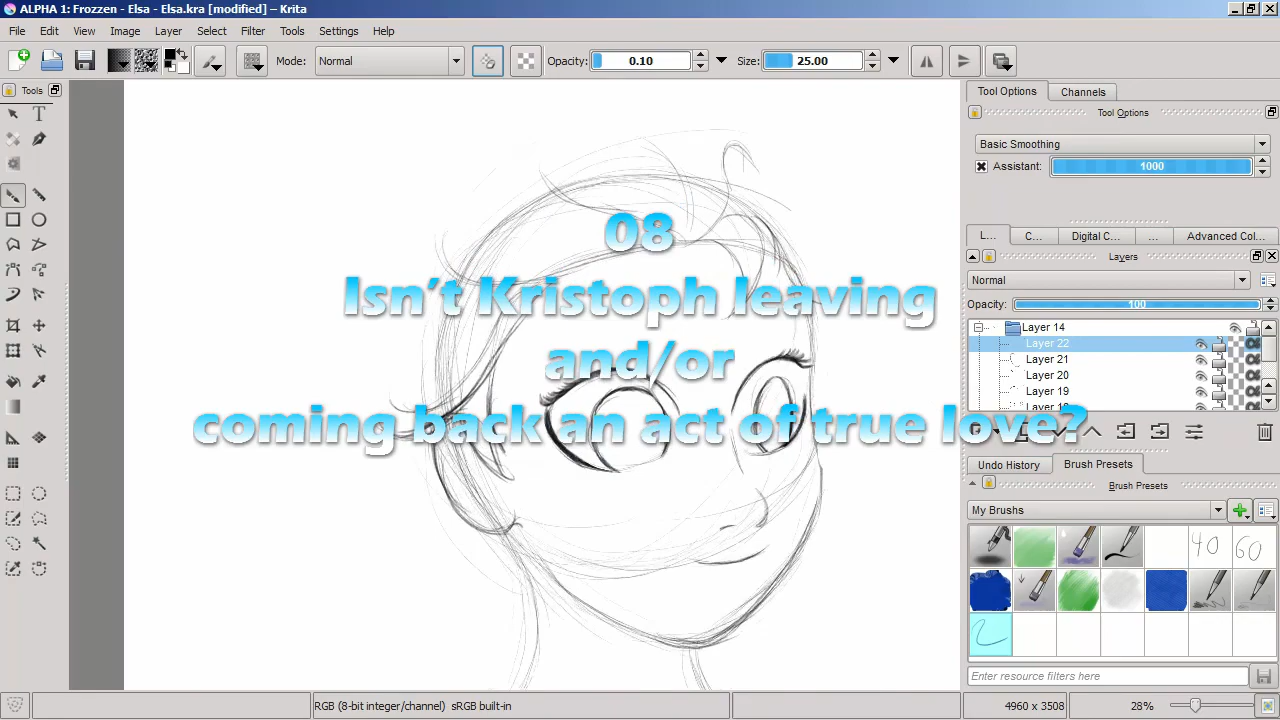 ALPHA 1: Frozzen - Elsa - Elsa.kra [modified] – Krita
File Edit View Image Layer Select Filter Tools Settings Help
Mode: Normal Opacity: 0.10 Size: 25.00
Tools
Tool Options Channels
Tool Options
Basic Smoothing
Assistant: 1000
08
Isn't Kristoph leaving
and/or
coming back an act of true love?
L... C... Digital C... ... Advanced Col...
Layers
Normal
Opacity: 100
Layer 14
Layer 22
Layer 21
Layer 20
Layer 19
Undo History Brush Presets
Brush Presets
My Brushes
40 60
Enter resource filters here
RGB (8-bit integer/channel) sRGB built-in 4960 x 3508 28%